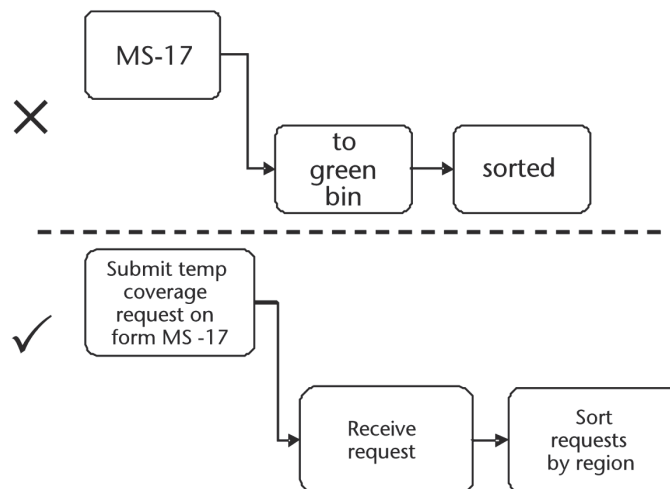 MS-17
to
green
bin
sorted
Submit temp
coverage
request on
form MS -17
Receive
request
Sort
requests
by region